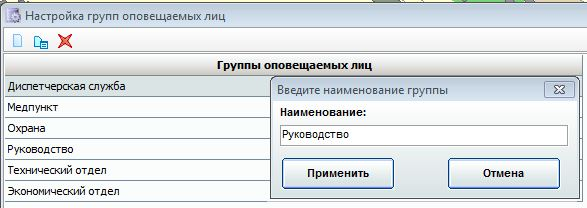 Настройка групп оповещаемых лиц
Группы оповещаемых лиц
Диспетчерская служба
Медпункт
Охрана
Руководство
Технический отдел
Экономический отдел
Введите наименование группы
Наименование:
Руководство
Применить Отмена